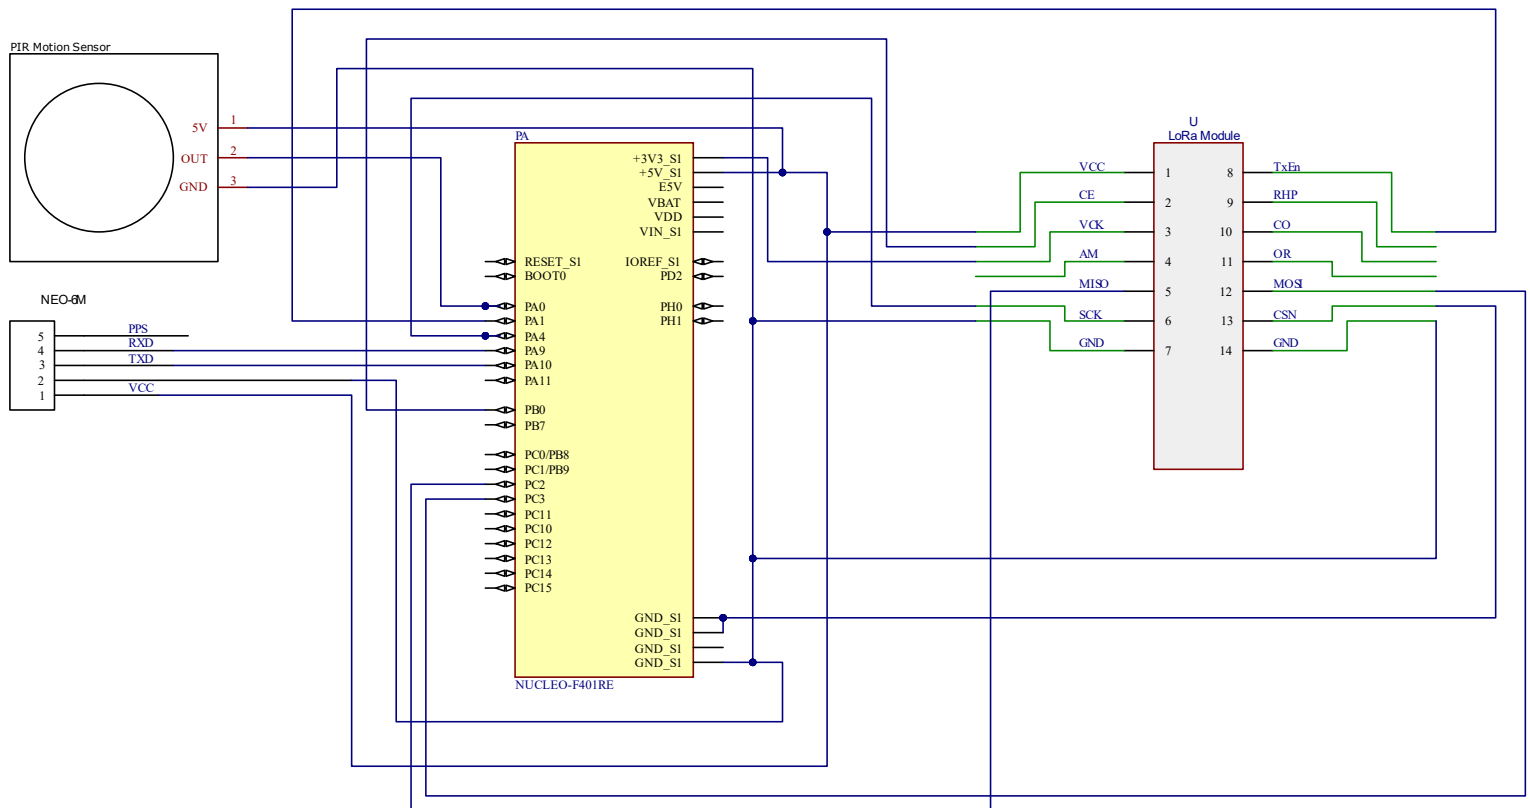 PIR Motion Sensor
5V 1
OUT 2
GND 3
NEO-6M
5 PPS
4 RXD
3 TXD
2
1 VCC
PA
+3V3_S1
+5V_S1
E5V
VBAT
VDD
VIN_S1
RESET_S1 IOREF_S1
BOOT0 PD2
PA0 PH0
PA1 PH1
PA4
PA9
PA10
PA11
PB0
PB7
PC0/PB8
PC1/PB9
PC2
PC3
PC11
PC10
PC12
PC13
PC14
PC15
GND_S1
GND_S1
GND_S1
GND_S1
NUCLEO-F401RE
U
LoRa Module
VCC 1 8 TxEn
CE 2 9 RHP
VCK 3 10 CO
AM 4 11 OR
MISO 5 12 MOSI
SCK 6 13 CSN
GND 7 14 GND